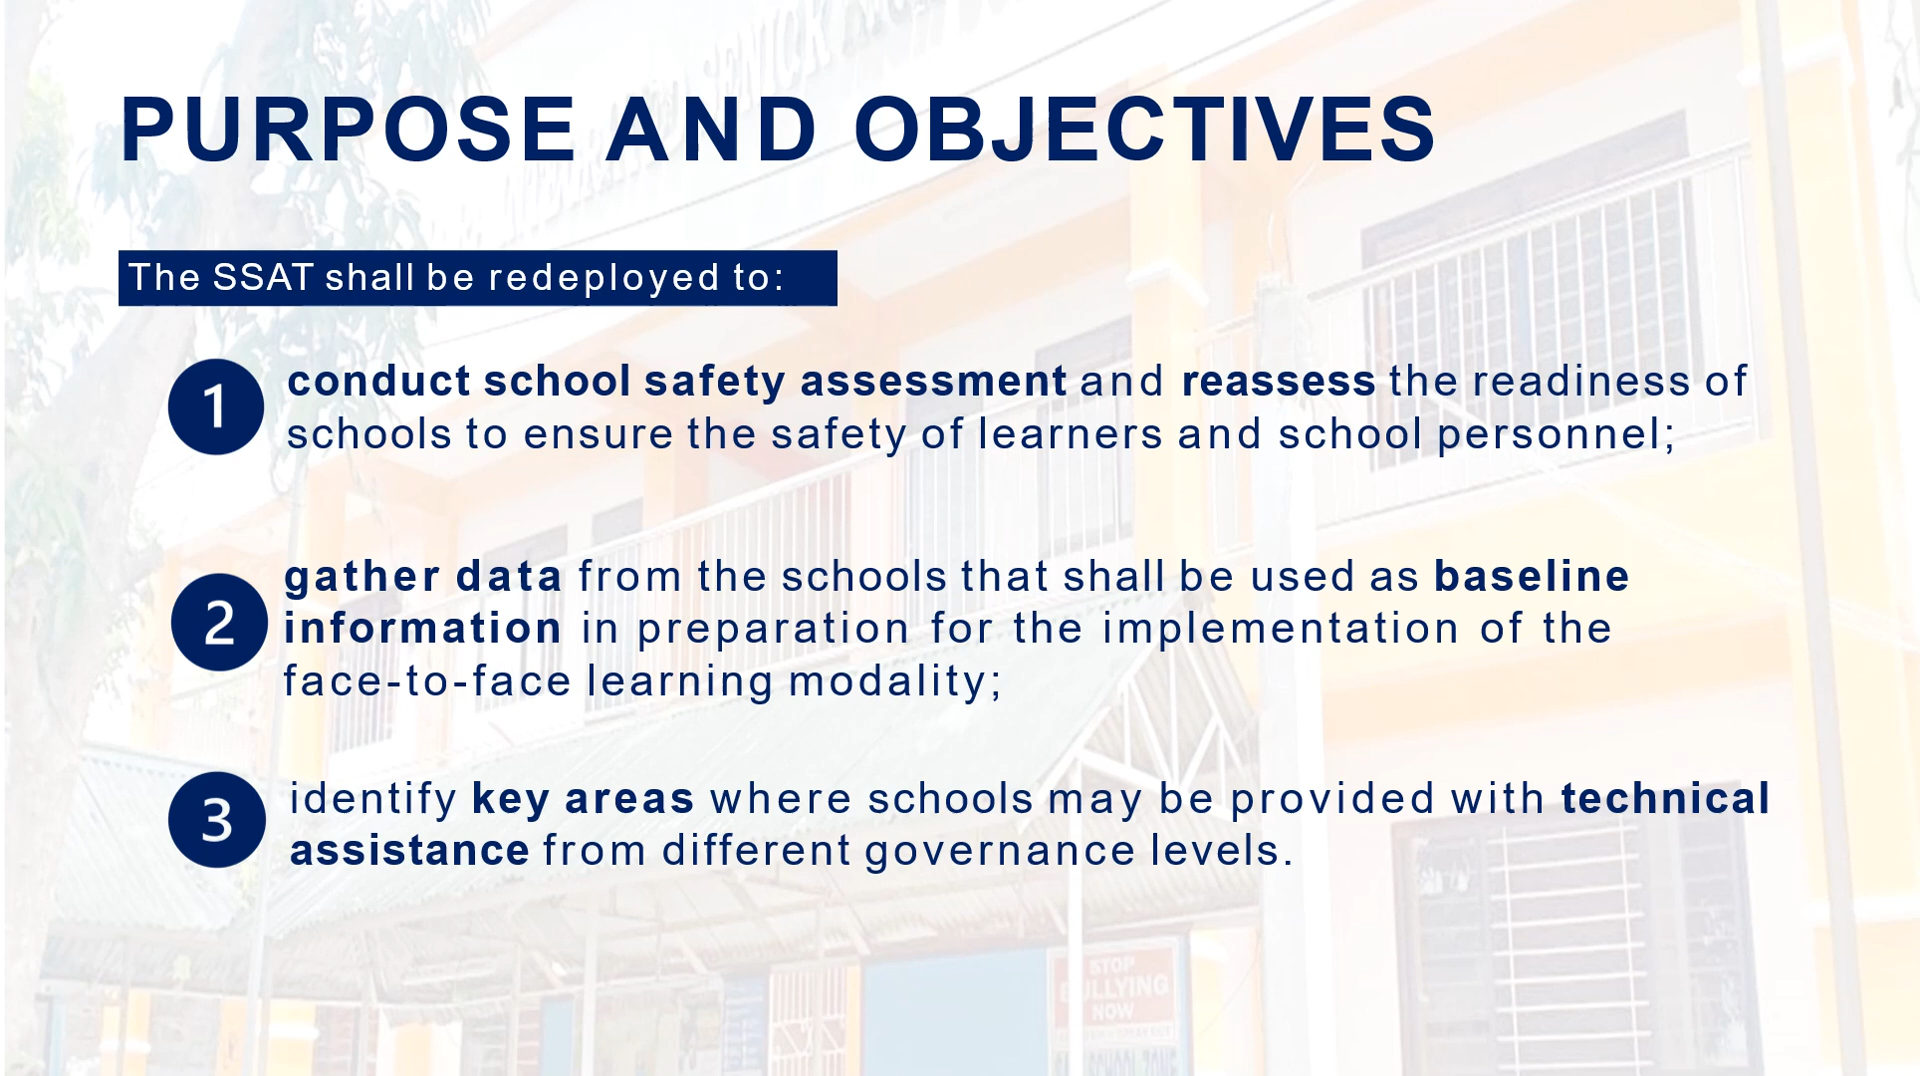 PURPOSE AND OBJECTIVES
The SSAT shall be redeployed to:
1
conduct school safety assessment and reassess the readiness of
schools to ensure the safety of learners and school personnel;
2
gather data from the schools that shall be used as baseline
information in preparation for the implementation of the
face-to-face learning modality;
3
identify key areas where schools may be provided with technical
assistance from different governance levels.
STOP
NOW
SCHOOL ZONE